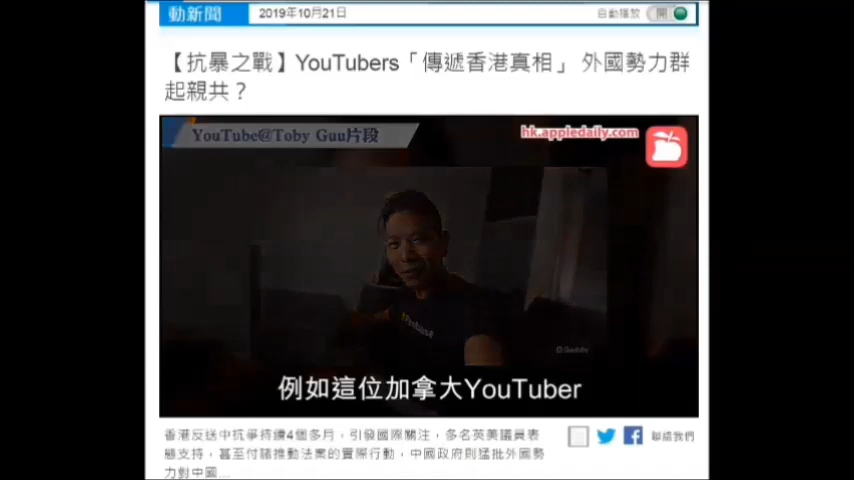 動新聞
2019年10月21日
自動播放
開
【抗暴之戰】YouTubers「傳遞香港真相」 外國勢力群
起親共？
YouTube@Toby Guu片段
hk.appledaily.com
例如這位加拿大YouTuber
香港反送中抗爭持續4個多月，引發國際關注，多名英美議員表
態支持，甚至付諸推動法案的實際行動，中國政府則猛批外國勢
力對中國...
聯絡我們